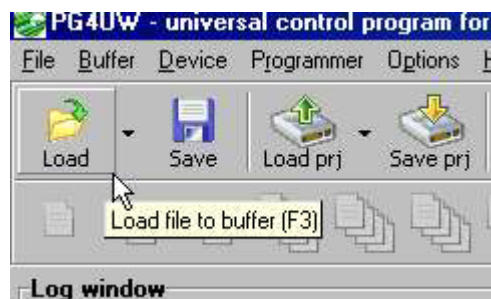 PG4UW - universal control program for
File Buffer Device Programmer Options H
Load Save Load prj Save prj
Load file to buffer (F3)
Log window